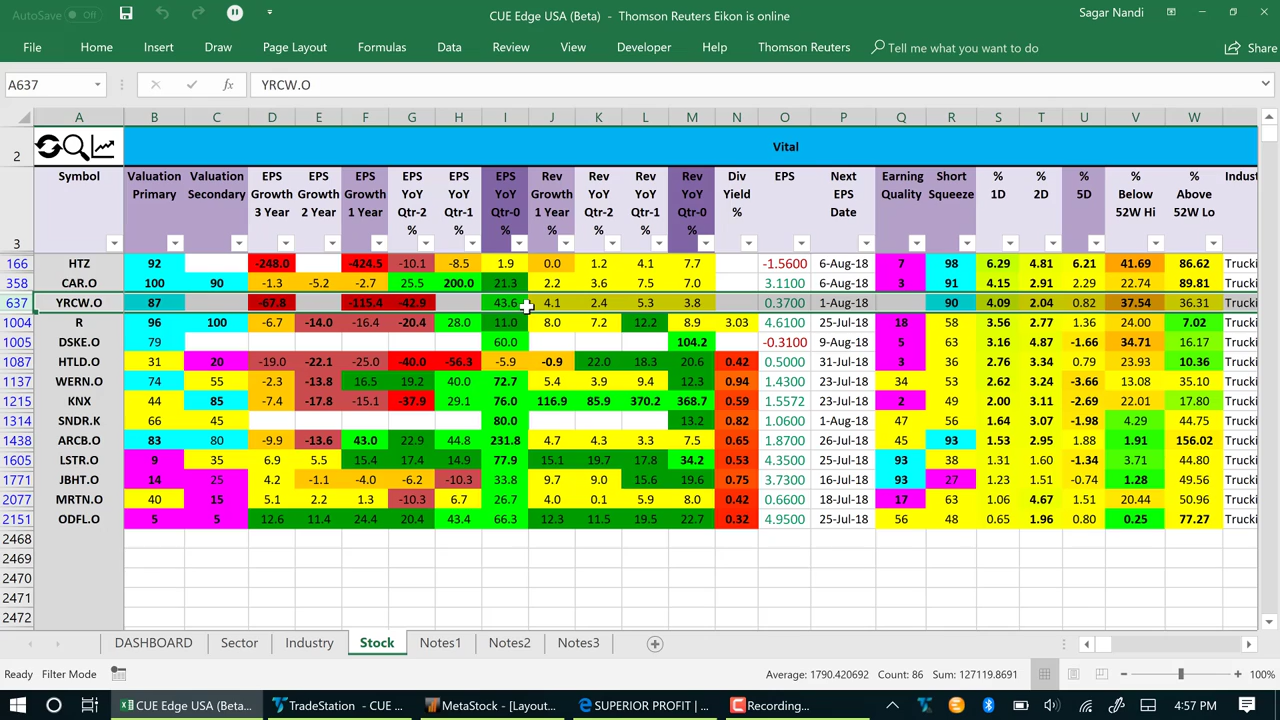 AutoSave Off
CUE Edge USA (Beta) - Thomson Reuters Eikon is online
Sagar Nandi
File Home Insert Draw Page Layout Formulas Data Review View Developer Help Thomson Reuters Tell me what you want to do Share
A637 fx YRCW.O
A B C D E F G H I J K L M N O P Q R S T U V W
2 Vital
Symbol Valuation Primary Valuation Secondary EPS Growth 3 Year EPS Growth 2 Year EPS Growth 1 Year EPS YoY Qtr-2 % EPS YoY Qtr-1 % EPS YoY Qtr-0 % Rev Growth 1 Year Rev YoY Qtr-2 % Rev YoY Qtr-1 % Rev YoY Qtr-0 % Div Yield % EPS Next EPS Date Earning Quality Short Squeeze % 1D % 2D % 5D % Below 52W Hi % Above 52W Lo Indust
3
166 HTZ 92 -248.0 -424.5 -10.1 -8.5 1.9 0.0 1.2 4.1 7.7 -1.5600 6-Aug-18 7 98 6.29 4.81 6.21 41.69 86.62 Trucki
358 CAR.O 100 90 -1.3 -5.2 -2.7 25.5 200.0 21.3 2.2 3.6 7.5 7.0 3.1100 6-Aug-18 3 91 4.15 2.91 2.29 22.74 89.81 Trucki
637 YRCW.O 87 -67.8 -115.4 -42.9 43.6 4.1 2.4 5.3 3.8 0.3700 1-Aug-18 90 4.09 2.04 0.82 37.54 36.31 Trucki
1004 R 96 100 -6.7 -14.0 -16.4 -20.4 28.0 11.0 8.0 7.2 12.2 8.9 3.03 4.6100 25-Jul-18 18 58 3.56 2.77 1.36 24.00 7.02 Trucki
1005 DSKE.O 79 60.0 104.2 -0.3100 9-Aug-18 5 63 3.16 4.87 -1.66 34.71 16.17 Trucki
1087 HTLD.O 31 20 -19.0 -22.1 -25.0 -40.0 -56.3 -5.9 -0.9 22.0 18.3 20.6 0.42 0.5000 31-Jul-18 3 36 2.76 3.34 0.79 23.93 10.36 Trucki
1137 WERN.O 74 55 -2.3 -13.8 16.5 19.2 40.0 72.7 5.4 3.9 9.4 12.3 0.94 1.4300 23-Jul-18 34 53 2.62 3.24 -3.66 13.08 35.10 Trucki
1215 KNX 44 85 -7.4 -17.8 -15.1 -37.9 29.1 76.0 116.9 85.9 370.2 368.7 0.59 1.5572 23-Jul-18 2 49 2.00 3.11 -2.69 22.01 17.80 Trucki
1314 SNDR.K 66 45 80.0 13.2 0.82 1.0600 1-Aug-18 47 56 1.64 3.07 -1.98 4.29 44.75 Trucki
1438 ARCB.O 83 80 -9.9 -13.6 43.0 22.9 44.8 231.8 4.7 4.3 3.3 7.5 0.65 1.8700 26-Jul-18 45 93 1.53 2.95 1.88 1.91 156.02 Trucki
1605 LSTR.O 9 35 6.9 5.5 15.4 17.4 14.9 77.9 15.1 19.7 17.8 34.2 0.53 4.3500 25-Jul-18 93 38 1.31 1.60 -1.34 3.71 44.80 Trucki
1771 JBHT.O 14 25 4.2 -1.1 -4.0 -6.2 -10.3 33.8 9.7 9.0 15.6 19.6 0.75 3.7300 16-Jul-18 93 27 1.23 1.51 -0.74 1.28 56.95 Trucki
2077 MRTN.O 40 15 5.1 2.2 1.3 -10.3 6.7 26.7 4.0 0.1 5.9 8.0 0.42 0.6600 18-Jul-18 17 63 1.06 4.67 1.51 20.44 50.96 Trucki
2151 ODFL.O 5 5 12.6 11.4 24.4 20.4 43.4 66.3 12.3 11.5 19.5 22.7 0.32 4.9500 25-Jul-18 56 48 0.65 1.96 0.80 0.25 77.27 Trucki
2468
2469
2470
2471
2472
DASHBOARD Sector Industry Stock Notes1 Notes2 Notes3
Ready Filter Mode Average: 1790.420692 Count: 86 Sum: 127119.8691 100%
CUE Edge USA (Beta)... TradeStation - CUE ... MetaStock - [Layout... SUPERIOR PROFIT | ... Recording... 4:57 PM